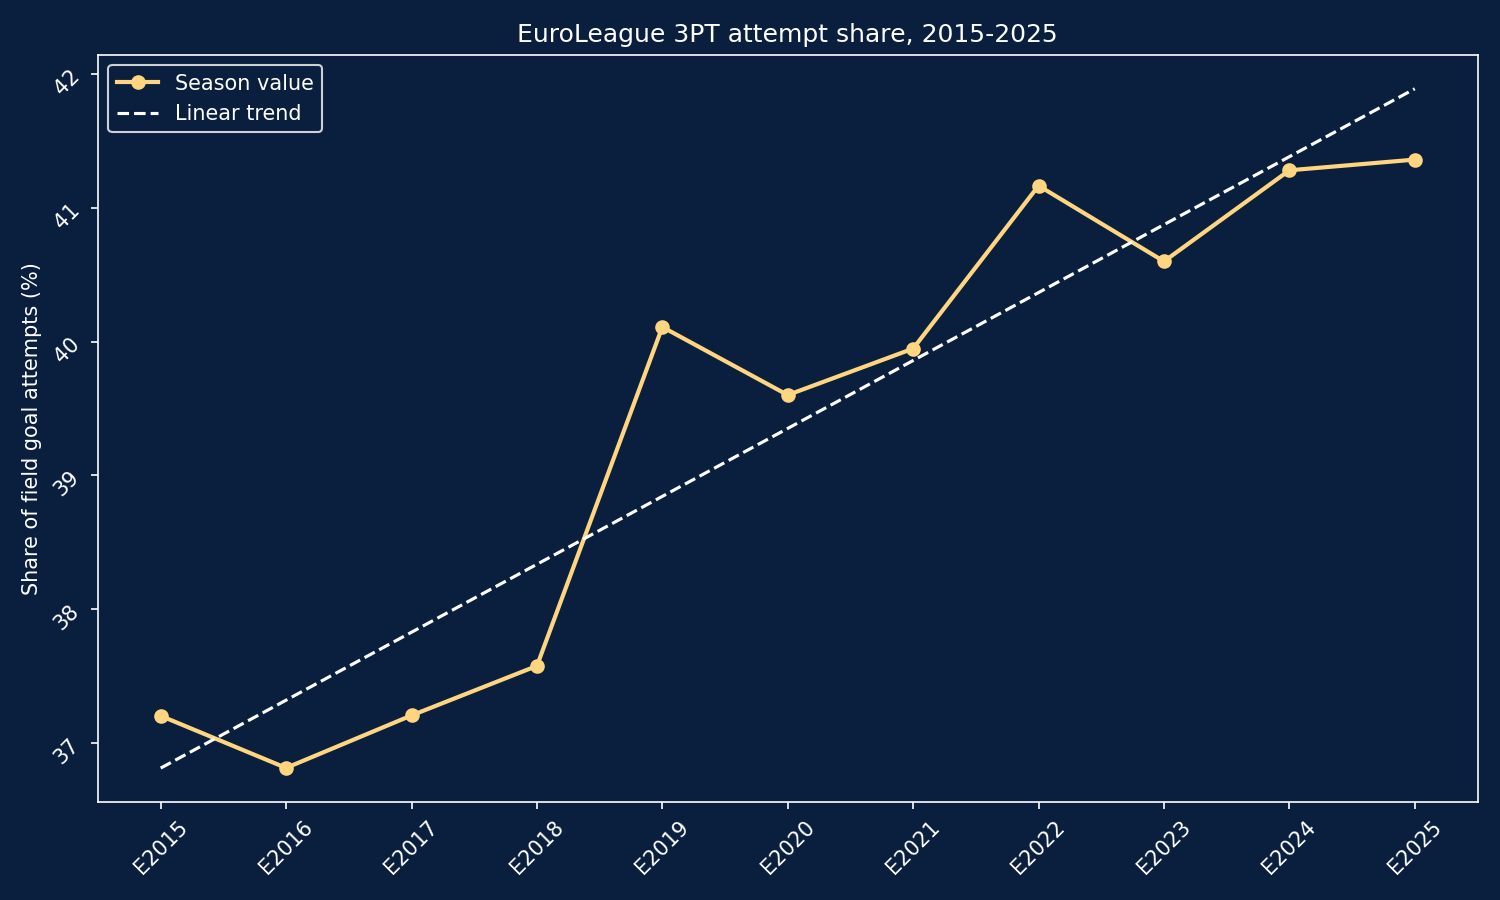 EuroLeague 3PT attempt share, 2015-2025
Season value
Linear trend
Share of field goal attempts (%)
42
41
40
39
38
37
E2015
E2016
E2017
E2018
E2019
E2020
E2021
E2022
E2023
E2024
E2025